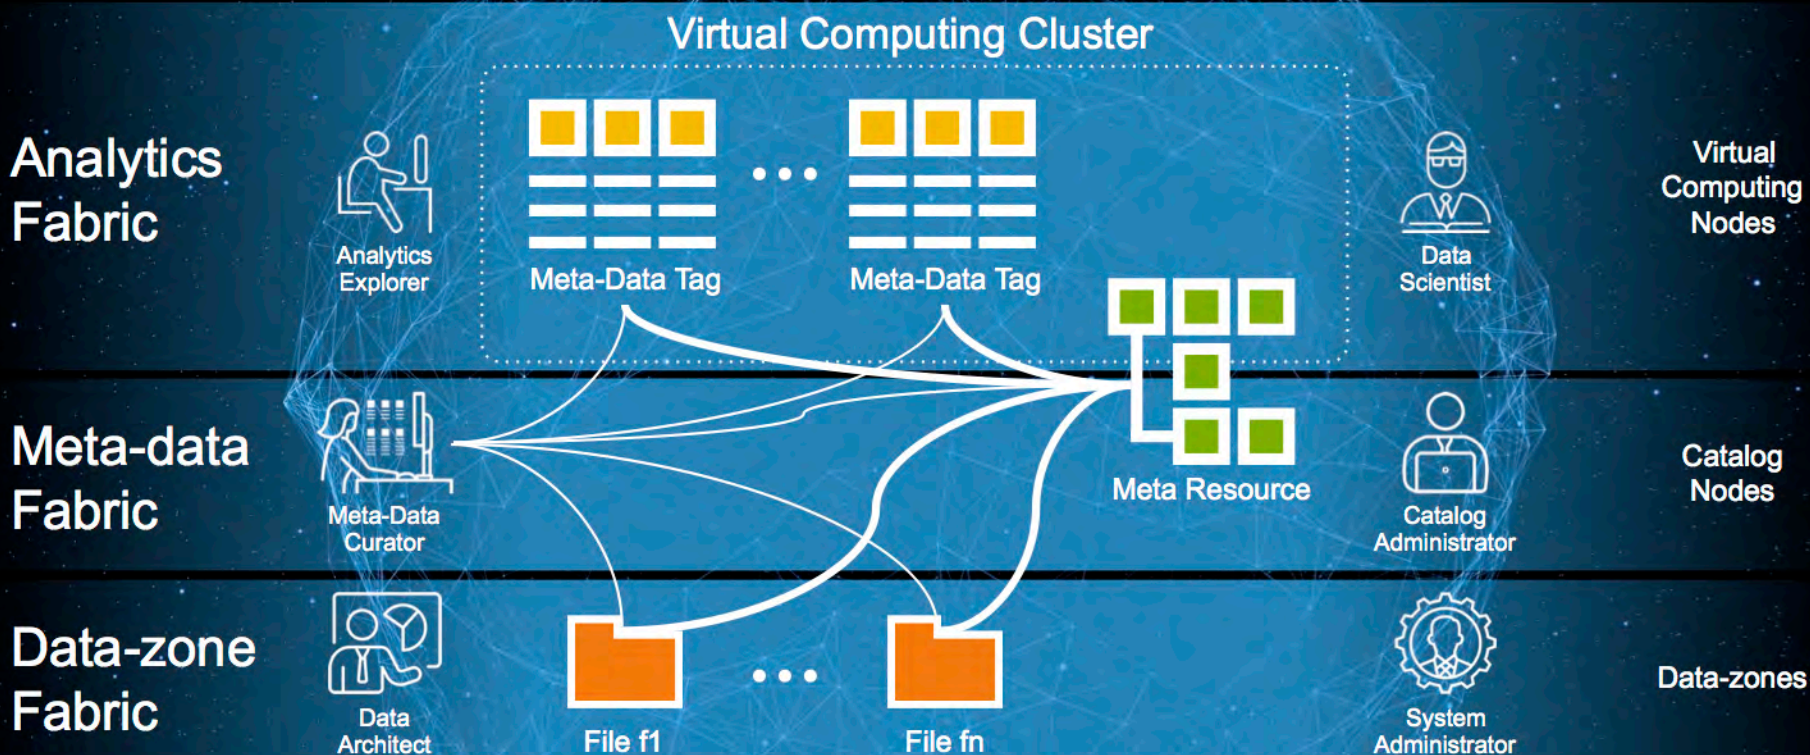 Virtual Computing Cluster
Analytics
Fabric
Analytics
Explorer
Meta-Data Tag
Meta-Data Tag
Data
Scientist
Virtual
Computing
Nodes
Meta-data
Fabric
Meta-Data
Curator
Meta Resource
Catalog
Administrator
Catalog
Nodes
Data-zone
Fabric
Data
Architect
File f1
File fn
System
Administrator
Data-zones